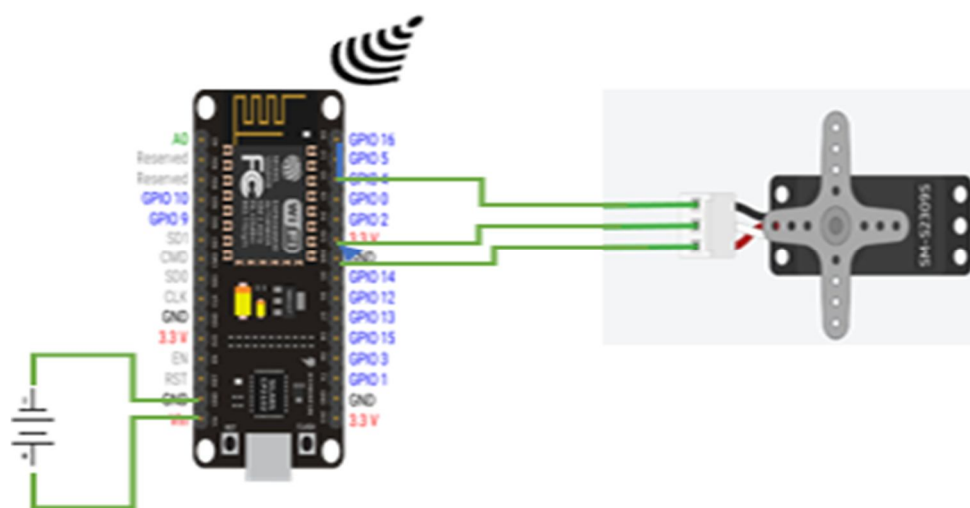 A0
Reserved
Reserved
GPIO 10
GPIO 9
SD1
CMD
SD0
CLK
GND
3.3 V
EN
RST
GND
GPIO 16
GPIO 5
GPIO 4
GPIO 0
GPIO 2
3.3 V
GND
GPIO 14
GPIO 12
GPIO 13
GPIO 15
GPIO 3
GPIO 1
GND
3.3 V
WiFi
SM-S2309S